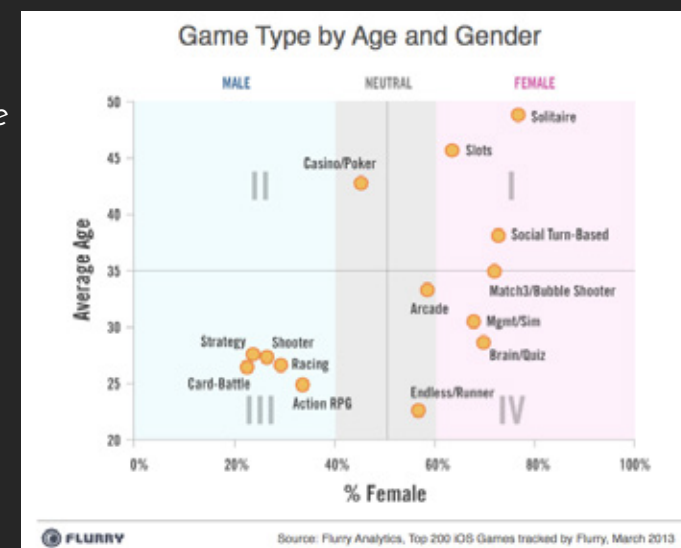 e
Game Type by Age and Gender
MALE NEUTRAL FEMALE
50
Solitaire
45
Slots
Casino/Poker
II
I
40
Social Turn-Based
35
Match3/Bubble Shooter
Arcade
30
Mgmt/Sim
Strategy
Shooter
Brain/Quiz
Racing
Card-Battle
25
Action RPG
Endless/Runner
III
IV
20
Average Age
0% 20% 40% 60% 80% 100%
% Female
FLURRY
Source: Flurry Analytics, Top 200 iOS Games tracked by Flurry, March 2013